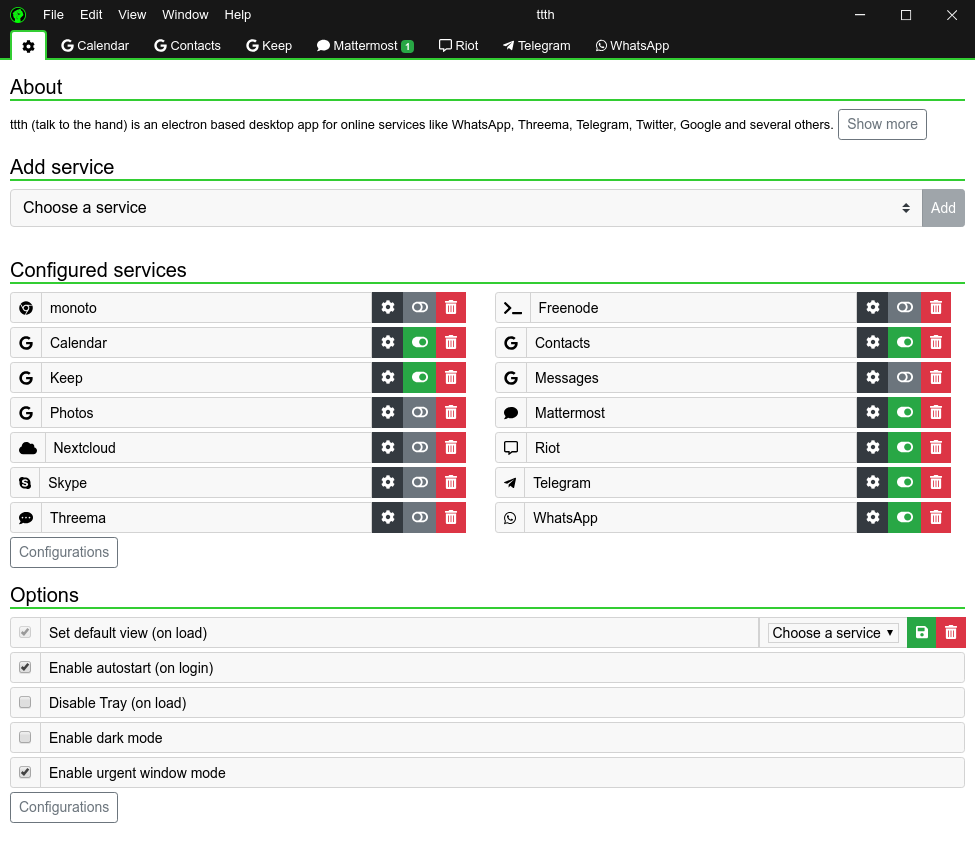 File Edit View Window Help ttth
Calendar Contacts Keep Mattermost 1 Riot Telegram WhatsApp
About
ttth (talk to the hand) is an electron based desktop app for online services like WhatsApp, Threema, Telegram, Twitter, Google and several others. Show more
Add service
Choose a service Add
Configured services
monoto Freenode
Calendar Contacts
Keep Messages
Photos Mattermost
Nextcloud Riot
Skype Telegram
Threema WhatsApp
Configurations
Options
Set default view (on load) Choose a service
Enable autostart (on login)
Disable Tray (on load)
Enable dark mode
Enable urgent window mode
Configurations